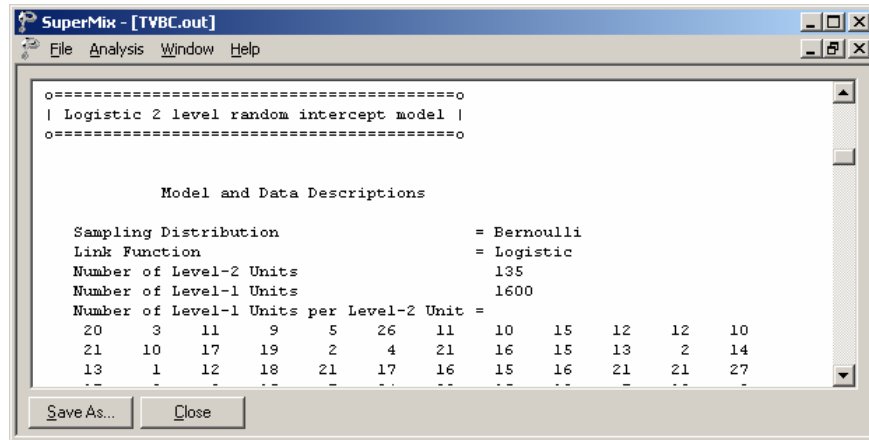 SuperMix - [TVBC.out]
File Analysis Window Help
o==========================================o
| Logistic 2 level random intercept model |
o==========================================o
Model and Data Descriptions
Sampling Distribution = Bernoulli
Link Function = Logistic
Number of Level-2 Units 135
Number of Level-1 Units 1600
Number of Level-1 Units per Level-2 Unit =
20 3 11 9 5 26 11 10 15 12 12 10
21 10 17 19 2 4 21 16 15 13 2 14
13 1 12 18 21 17 16 15 16 21 21 27
Save As... Close